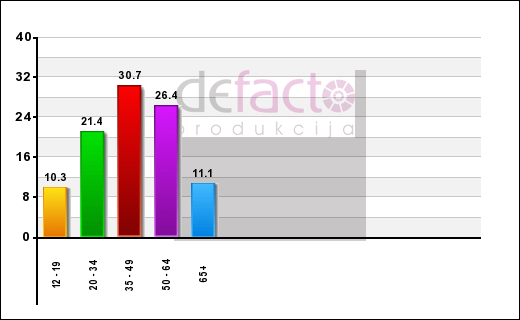 40
32
24
16
8
0
10.3
21.4
30.7
26.4
11.1
defacto
produkcija
12 - 19
20 - 34
35 - 49
50 - 64
65+